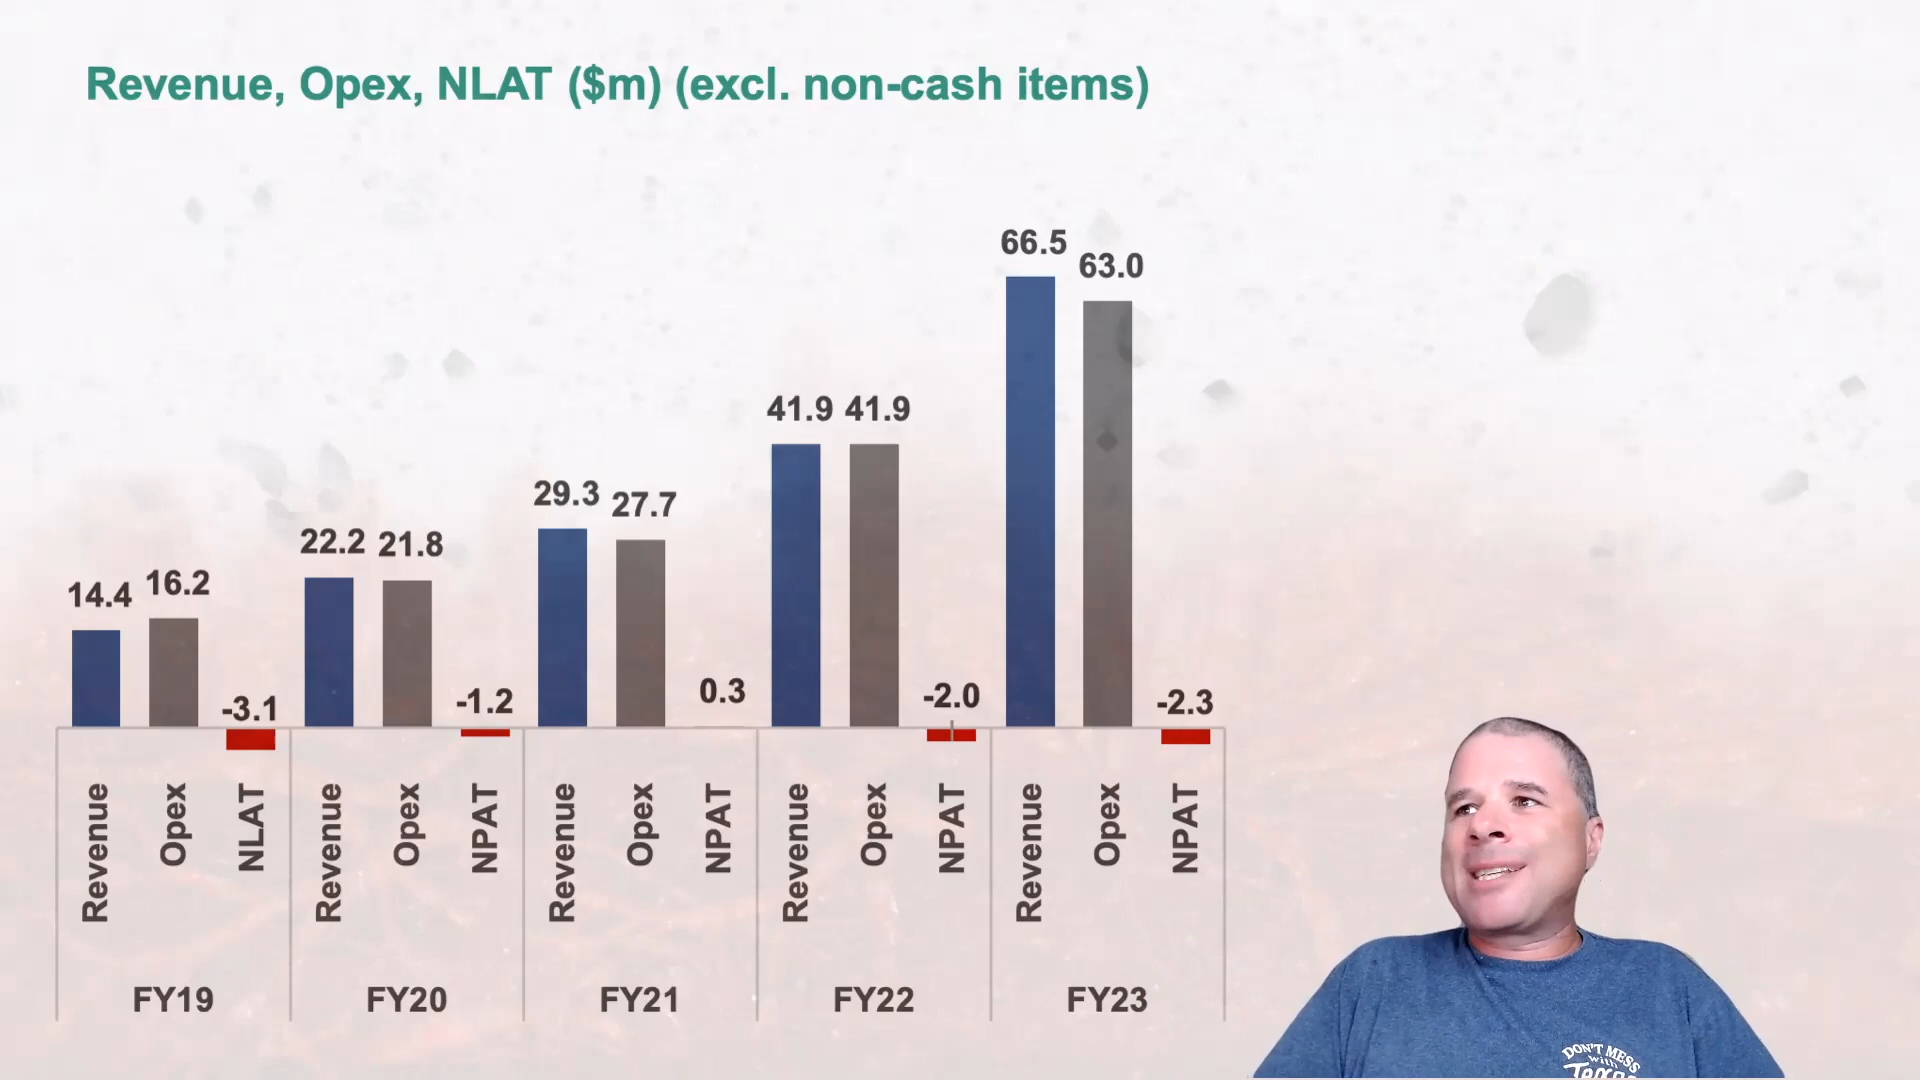 Revenue, Opex, NLAT ($m) (excl. non-cash items)
66.5
63.0
41.9 41.9
29.3 27.7
22.2 21.8
14.4 16.2
-3.1 -1.2 0.3 -2.0 -2.3
Revenue Opex NLAT Revenue Opex NPAT Revenue Opex NPAT Revenue Opex NPAT Revenue Opex NPAT
FY19 FY20 FY21 FY22 FY23
DON'T MESS
with
Texas